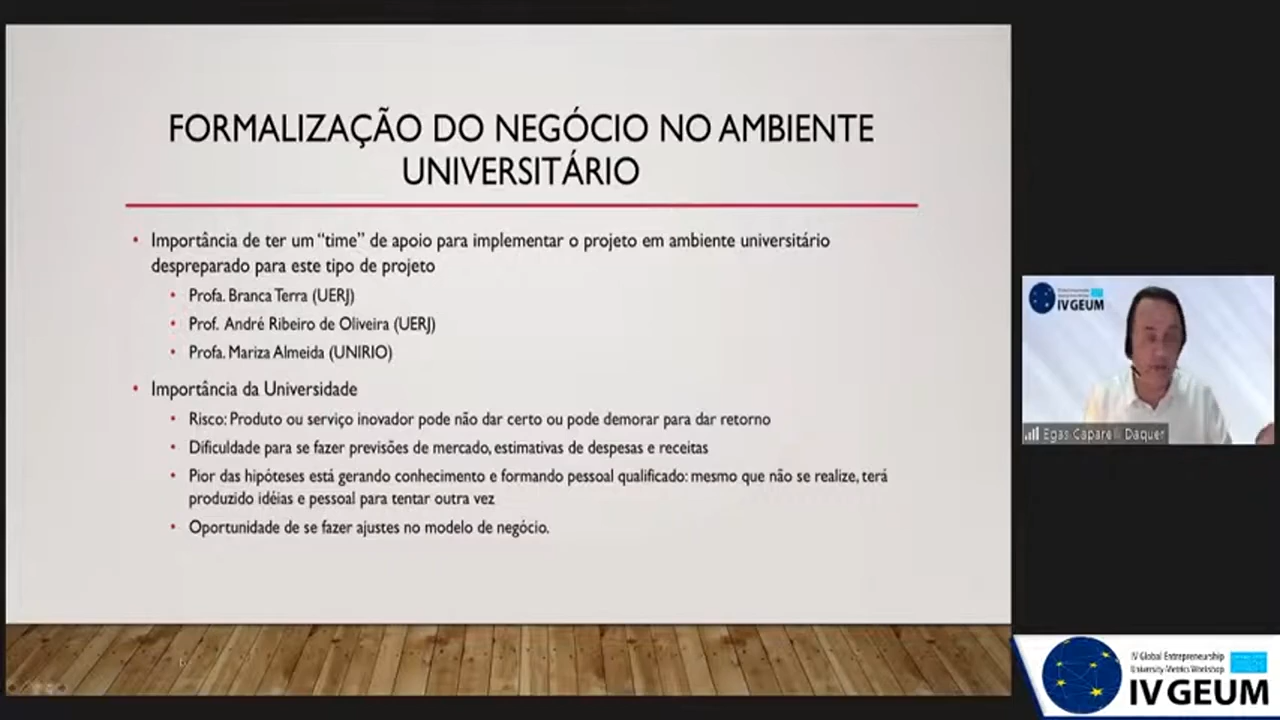 FORMALIZAÇÃO DO NEGÓCIO NO AMBIENTE
UNIVERSITÁRIO
• Importância de ter um “time” de apoio para implementar o projeto em ambiente universitário
despreparado para este tipo de projeto
• Profa. Branca Terra (UERJ)
• Prof. André Ribeiro de Oliveira (UERJ)
• Profa. Mariza Almeida (UNIRIO)
• Importância da Universidade
• Risco: Produto ou serviço inovador pode não dar certo ou pode demorar para dar retorno
• Dificuldade para se fazer previsões de mercado, estimativas de despesas e receitas
• Pior das hipóteses está gerando conhecimento e formando pessoal qualificado: mesmo que não se realize, terá
produzido idéias e pessoal para tentar outra vez
• Oportunidade de se fazer ajustes no modelo de negócio.
IV GEUM
Egas Caparelli Daquer
IV Global Entrepreneurship
University Metrics Workshop
IV GEUM